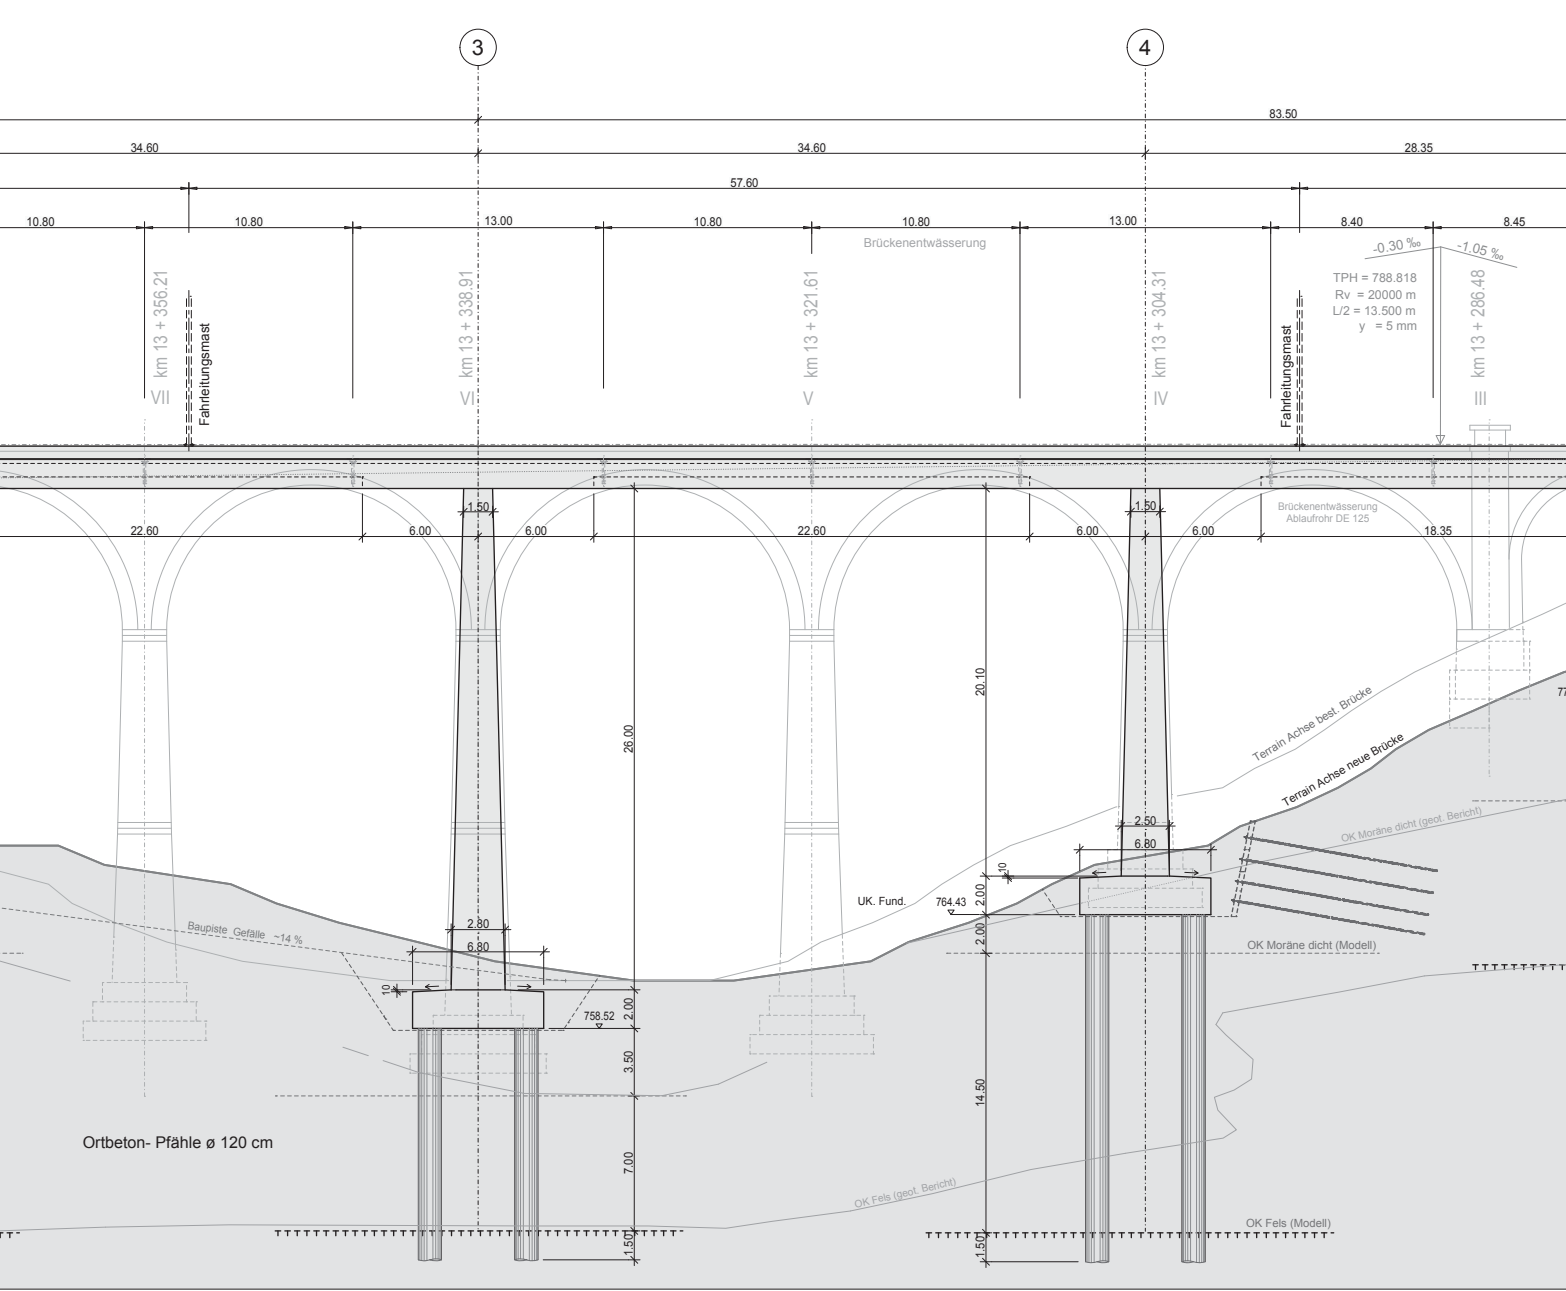 3
4
83.50
34.60
34.60
28.35
57.60
10.80
10.80
13.00
10.80
10.80
13.00
8.40
8.45
Brückenentwässerung
-0.30 ‰
-1.05 ‰
TPH = 788.818
Rv = 20000 m
L/2 = 13.500 m
y = 5 mm
km 13 + 356.21
km 13 + 338.91
km 13 + 321.61
km 13 + 304.31
km 13 + 286.48
Fahrleitungsmast
Fahrleitungsmast
VII
VI
V
IV
III
1.50
1.50
Brückenentwässerung
Ablaufrohr DE 125
22.60
6.00
6.00
22.60
6.00
6.00
18.35
26.00
20.10
Terrain Achse best. Brücke
Terrain Achse neue Brücke
77
2.50
6.80
OK Moräne dicht (geot. Bericht)
10
2.00
UK. Fund.
764.43
2.00
Baupiste Gefälle ~14 %
2.80
6.80
OK Moräne dicht (Modell)
10
2.00
758.52
3.50
14.50
Ortbeton- Pfähle ø 120 cm
7.00
OK Fels (geot. Bericht)
OK Fels (Modell)
1.50
1.50